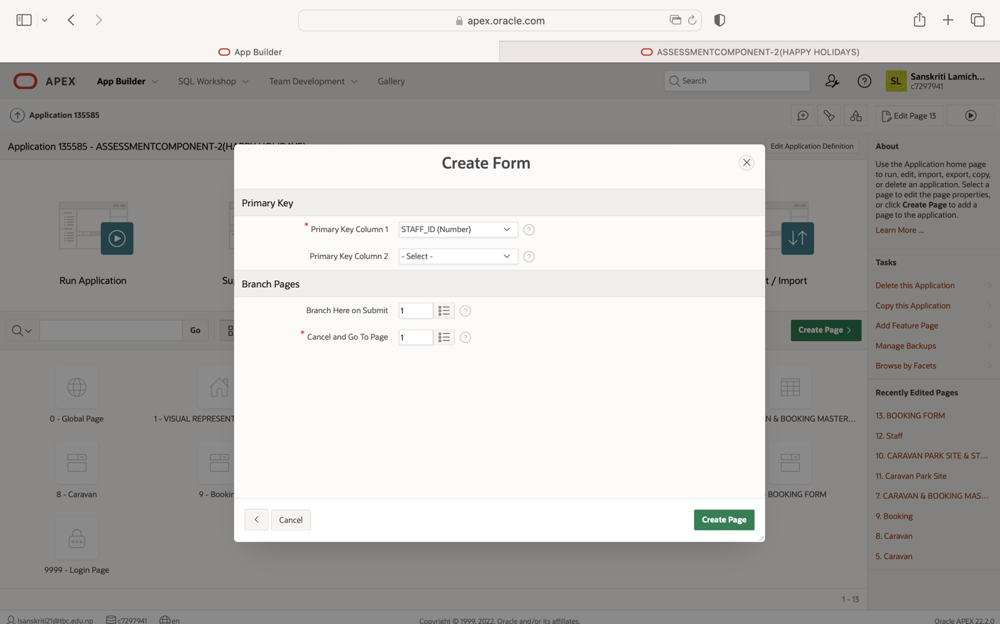 apex.oracle.com
App Builder
ASSESSMENTCOMPONENT-2(HAPPY HOLIDAYS)
APEX
App Builder
SQL Workshop
Team Development
Gallery
Search
SL
Sanskriti Lamich...
c7297941
Application 135585
Edit Page 13
Application 135585 - ASSESSMENTCOMPONENT-2(HAPPY HOLIDAYS)
Edit Application Definition
Create Form
Primary Key
* Primary Key Column 1
STAFF_ID (Number)
Primary Key Column 2
- Select -
Branch Pages
Branch Here on Submit
1
* Cancel and Go To Page
1
Cancel
Create Page
Run Application
Su
t / Import
Go
Create Page
0 - Global Page
1 - VISUAL REPRESENT
N & BOOKING MASTER...
8 - Caravan
9 - Bookin
BOOKING FORM
9999 - Login Page
1 - 13
About
Use the Application home page
to run, edit, import, export, copy,
or delete an application. Select a
page to edit the page properties,
or click Create Page to add a
page to the application.
Learn More ...
Tasks
Delete this Application
Copy this Application
Add Feature Page
Manage Backups
Browse by Facets
Recently Edited Pages
13. BOOKING FORM
12. Staff
10. CARAVAN PARK SITE & ST...
11. Caravan Park Site
7. CARAVAN & BOOKING MAS...
9. Booking
8. Caravan
5. Caravan
lsanskriti21@tbc.edu.np
c7297941
en
Copyright © 1999, 2022, Oracle and/or its affiliates.
Oracle APEX 22.2.0